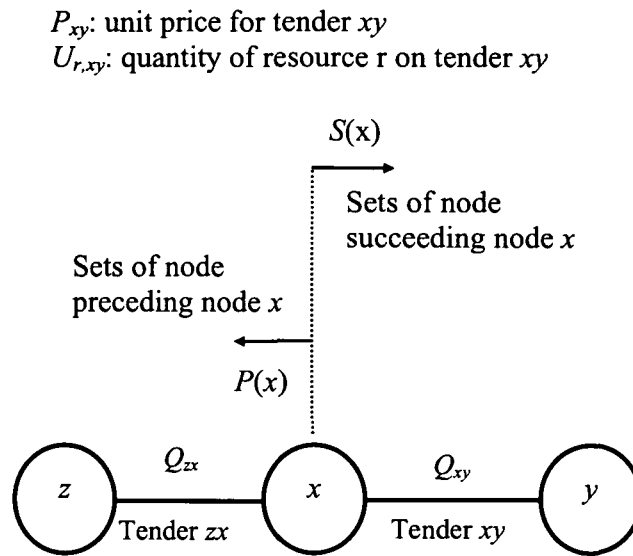 P_xy: unit price for tender xy
U_r,xy: quantity of resource r on tender xy
S(x)
Sets of node
succeeding node x
Sets of node
preceding node x
P(x)
Q_zx
Q_xy
z
x
y
Tender zx
Tender xy